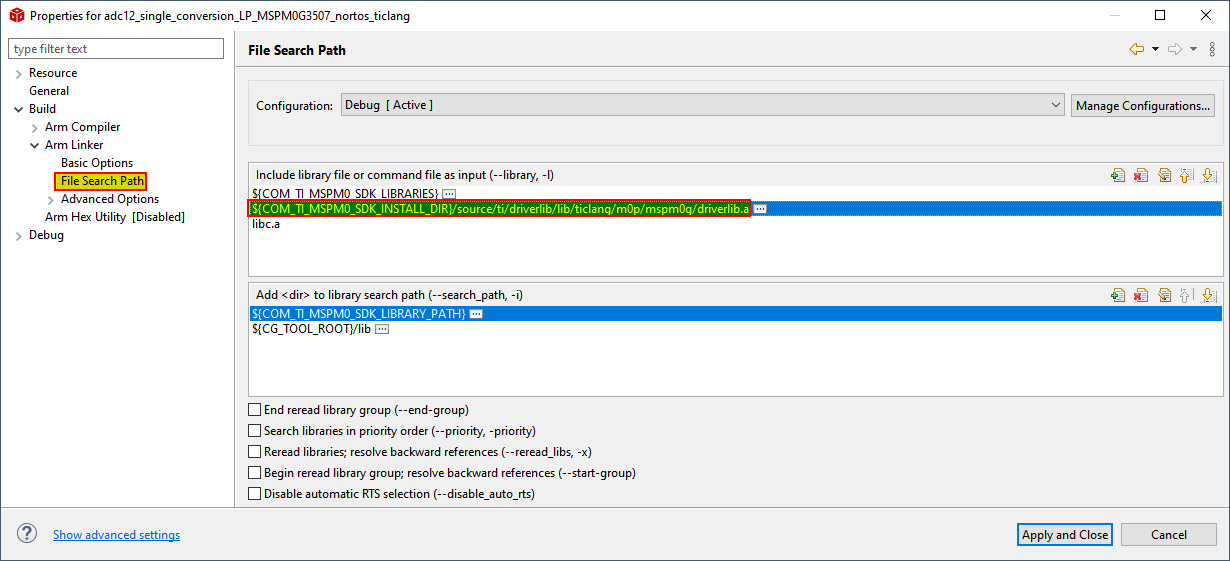 Properties for adc12_single_conversion_LP_MSPM0G3507_nortos_ticlang
type filter text
Resource
General
Build
Arm Compiler
Arm Linker
Basic Options
File Search Path
Advanced Options
Arm Hex Utility [Disabled]
Debug
File Search Path
Configuration:
Debug [ Active ]
Manage Configurations...
Include library file or command file as input (--library, -l)
${COM_TI_MSPM0_SDK_LIBRARIES}
${COM_TI_MSPM0_SDK_INSTALL_DIR}/source/ti/driverlib/lib/ticlang/m0p/mspm0g/driverlib.a
libc.a
Add <dir> to library search path (--search_path, -i)
${COM_TI_MSPM0_SDK_LIBRARY_PATH}
${CG_TOOL_ROOT}/lib
End reread library group (--end-group)
Search libraries in priority order (--priority, -priority)
Reread libraries; resolve backward references (--reread_libs, -x)
Begin reread library group; resolve backward references (--start-group)
Disable automatic RTS selection (--disable_auto_rts)
Show advanced settings
Apply and Close
Cancel